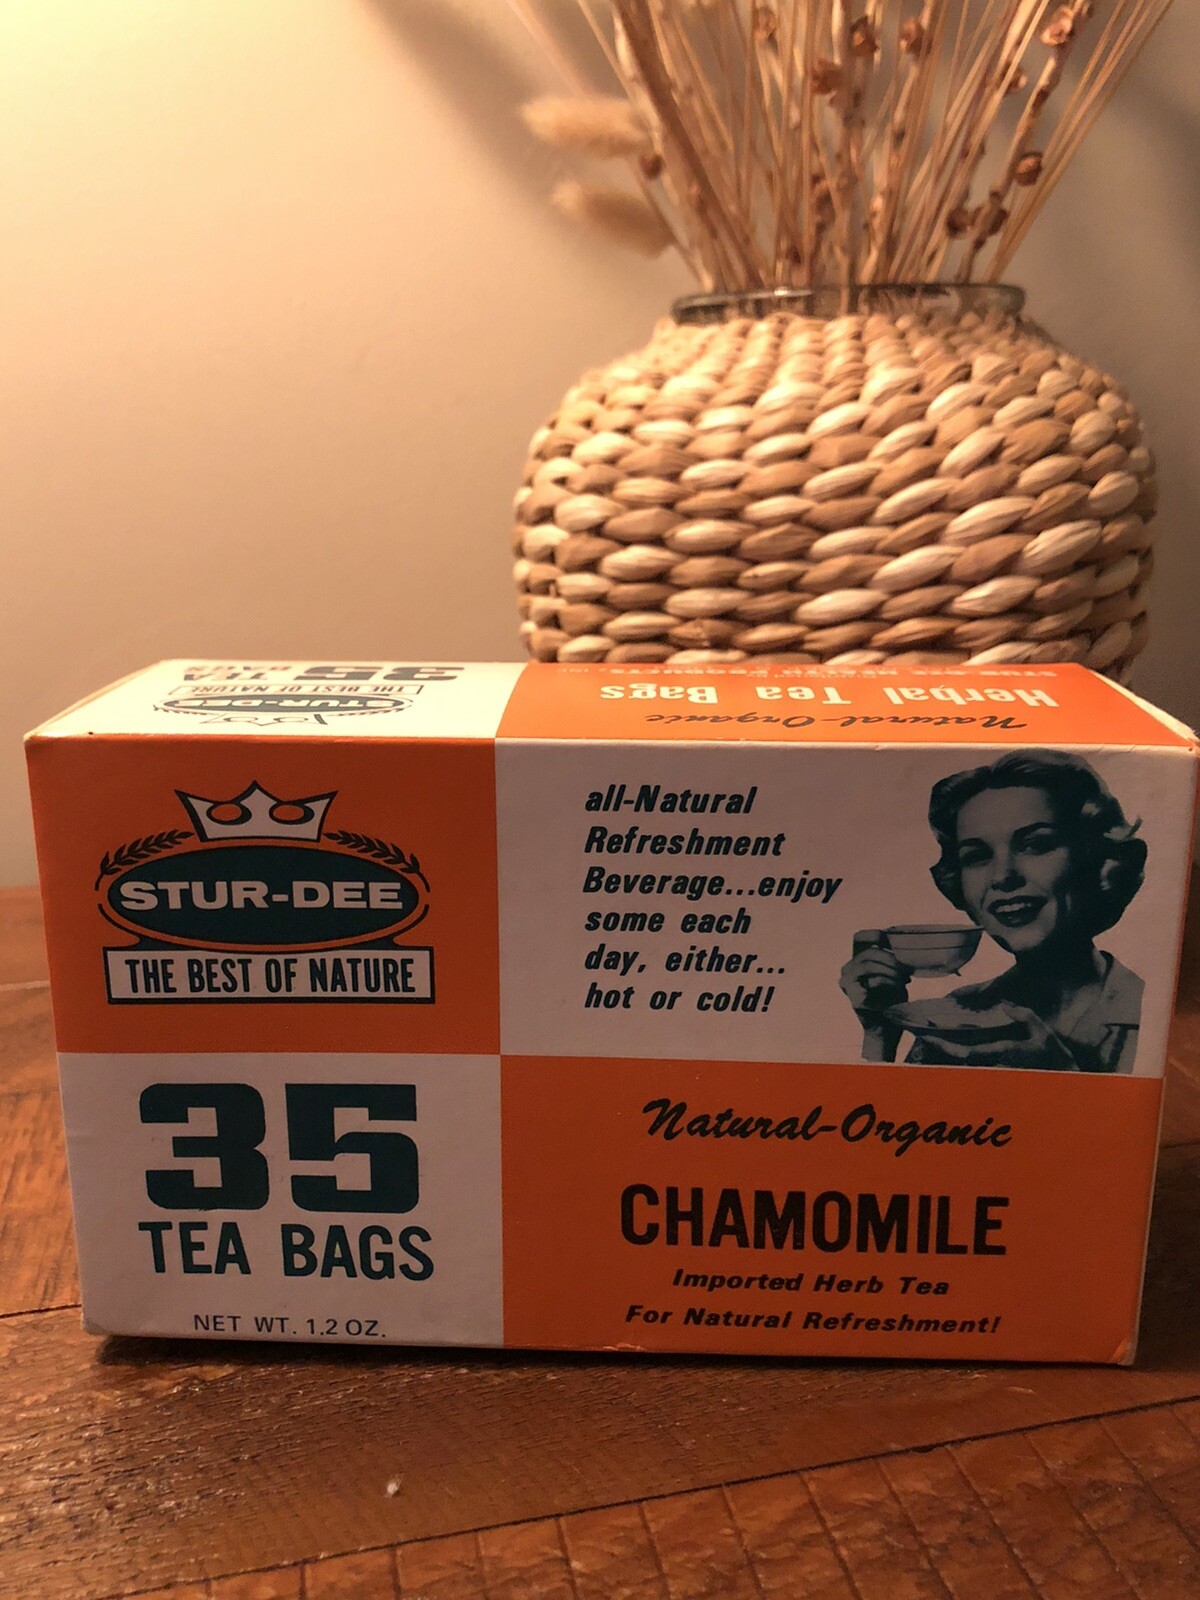 35
TEA
BAGS
STUR-DEE
THE BEST OF NATURE
Natural-Organic
Herbal Tea Bags
STUR-DEE
THE BEST OF NATURE
all-Natural
Refreshment
Beverage...enjoy
some each
day, either...
hot or cold!
35
TEA BAGS
NET WT. 1.2 OZ.
Natural-Organic
CHAMOMILE
Imported Herb Tea
For Natural Refreshment!